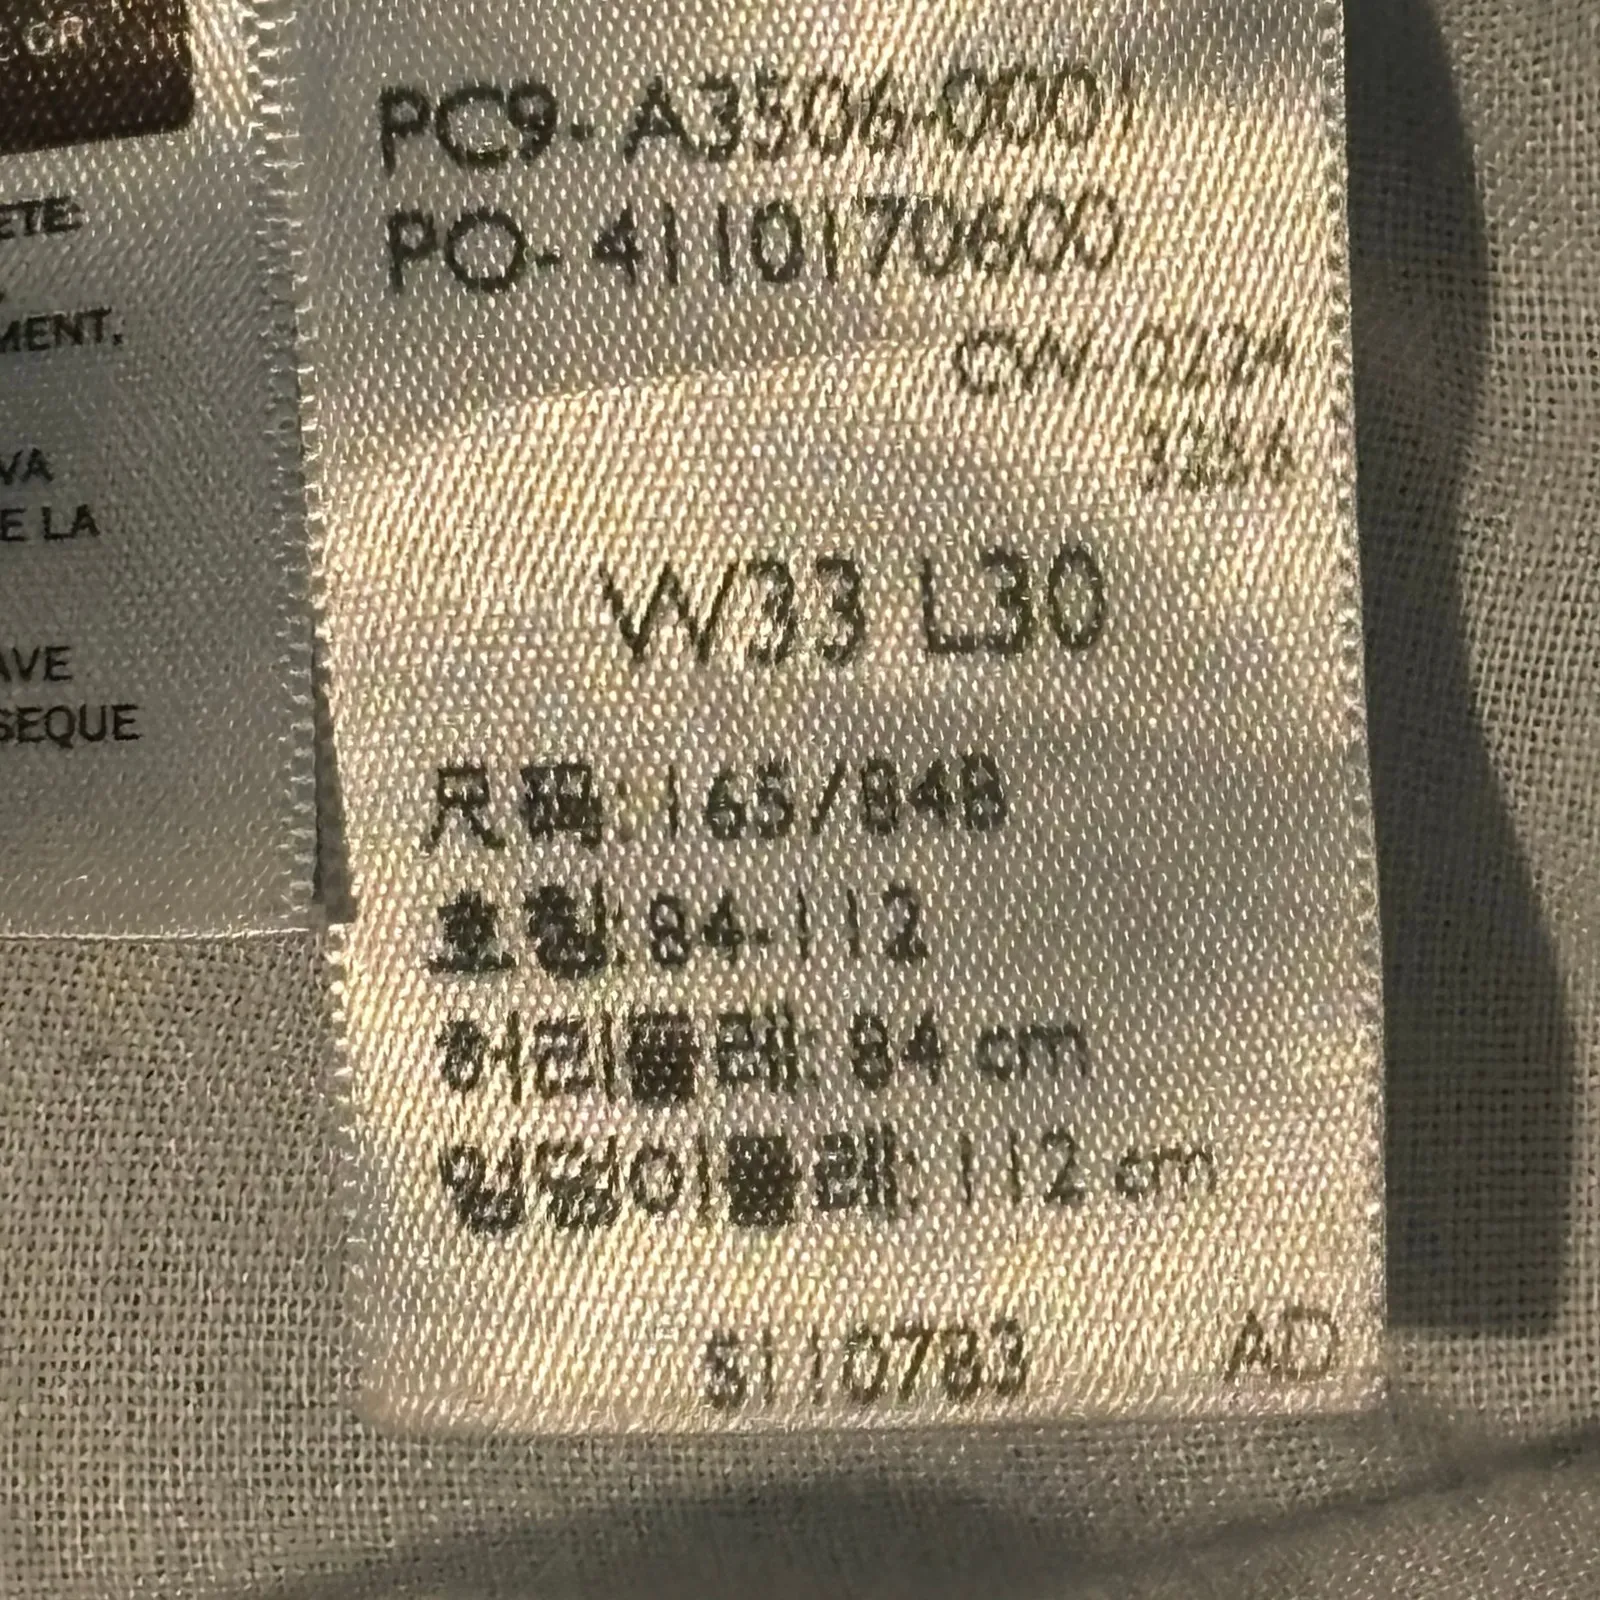 OR
ETE
MENT,
VA
E LA
AVE
SEQUE
PC9-A3506-0001
PO-4110170600
W33 L30
尺码: 165/84B
호칭: 84-112
허리둘레: 84 cm
엉덩이둘레: 112 cm
5110783 AD